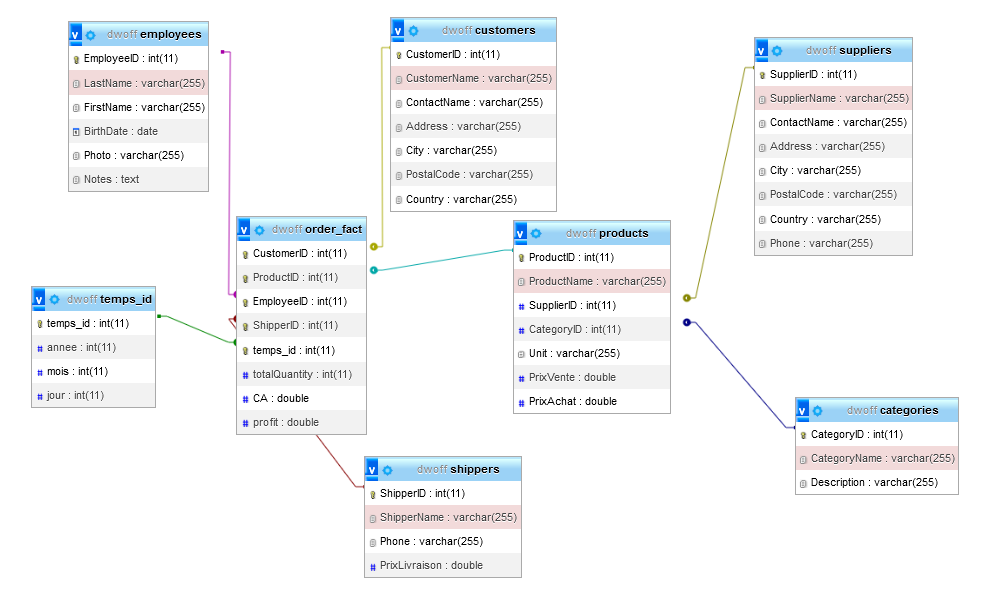 v dwoff employees
EmployeeID : int(11)
LastName : varchar(255)
FirstName : varchar(255)
BirthDate : date
Photo : varchar(255)
Notes : text
v dwoff customers
CustomerID : int(11)
CustomerName : varchar(255)
ContactName : varchar(255)
Address : varchar(255)
City : varchar(255)
PostalCode : varchar(255)
Country : varchar(255)
v dwoff suppliers
SupplierID : int(11)
SupplierName : varchar(255)
ContactName : varchar(255)
Address : varchar(255)
City : varchar(255)
PostalCode : varchar(255)
Country : varchar(255)
Phone : varchar(255)
v dwoff order_fact
CustomerID : int(11)
ProductID : int(11)
EmployeeID : int(11)
ShipperID : int(11)
temps_id : int(11)
# totalQuantity : int(11)
# CA : double
# profit : double
v dwoff products
ProductID : int(11)
ProductName : varchar(255)
# SupplierID : int(11)
# CategoryID : int(11)
Unit : varchar(255)
# PrixVente : double
# PrixAchat : double
v dwoff temps_id
temps_id : int(11)
# annee : int(11)
# mois : int(11)
# jour : int(11)
v dwoff categories
CategoryID : int(11)
CategoryName : varchar(255)
Description : varchar(255)
v dwoff shippers
ShipperID : int(11)
ShipperName : varchar(255)
Phone : varchar(255)
# PrixLivraison : double